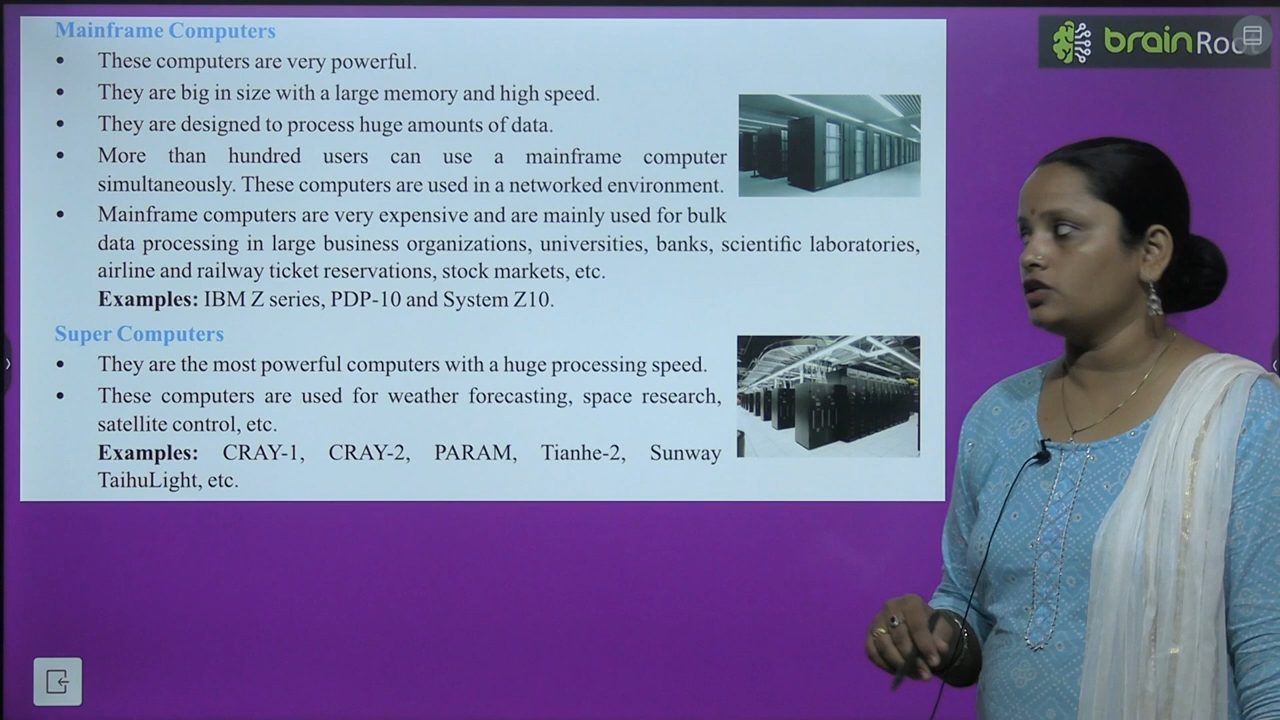 Mainframe Computers
• These computers are very powerful.
• They are big in size with a large memory and high speed.
• They are designed to process huge amounts of data.
• More than hundred users can use a mainframe computer
simultaneously. These computers are used in a networked environment.
• Mainframe computers are very expensive and are mainly used for bulk
data processing in large business organizations, universities, banks, scientific laboratories,
airline and railway ticket reservations, stock markets, etc.
Examples: IBM Z series, PDP-10 and System Z10.
Super Computers
• They are the most powerful computers with a huge processing speed.
• These computers are used for weather forecasting, space research,
satellite control, etc.
Examples: CRAY-1, CRAY-2, PARAM, Tianhe-2, Sunway
TaihuLight, etc.
brain